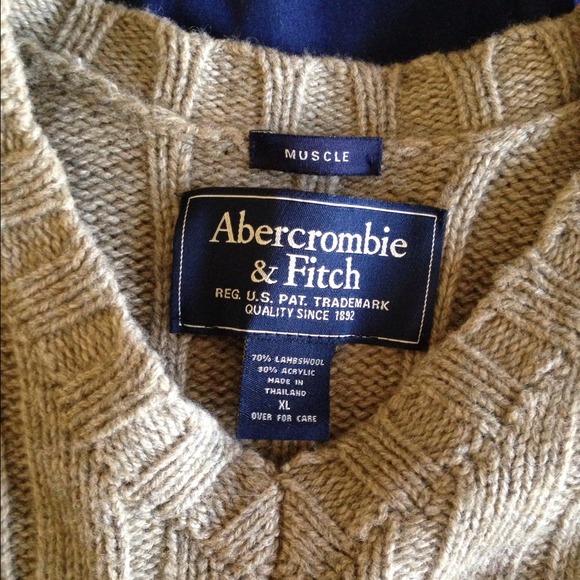 MUSCLE
Abercrombie
& Fitch
REG. U.S. PAT. TRADEMARK
QUALITY SINCE 1892
70% LAMBSWOOL
30% ACRYLIC
MADE IN
THAILAND
XL
OVER FOR CARE